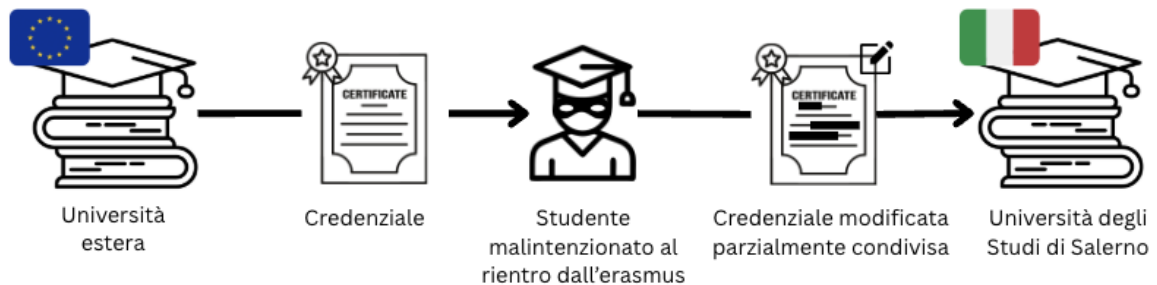 CERTIFICATE
CERTIFICATE
Università
estera
Credenziale
Studente
malintenzionato al
rientro dall'erasmus
Credenziale modificata
parzialmente condivisa
Università degli
Studi di Salerno